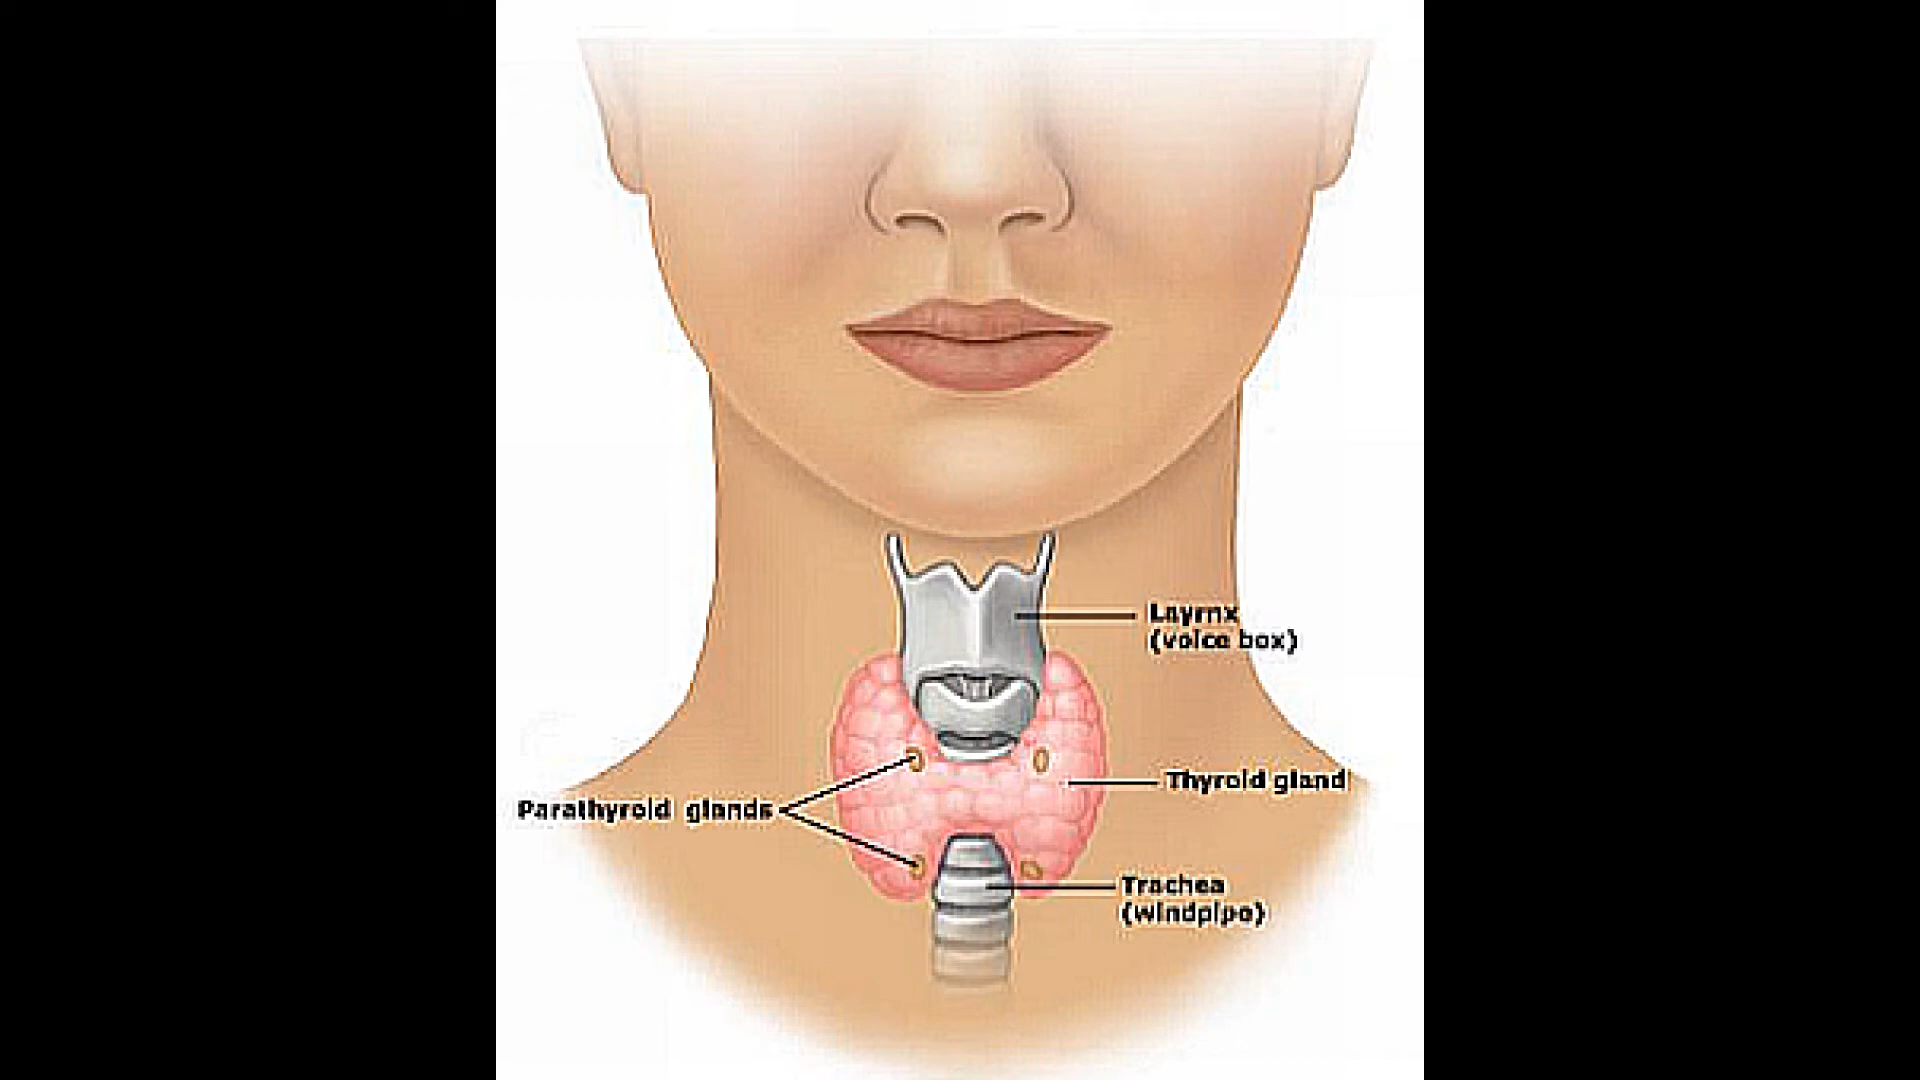 Layrnx
(voice box)
Thyroid gland
Parathyroid glands
Trachea
(windpipe)